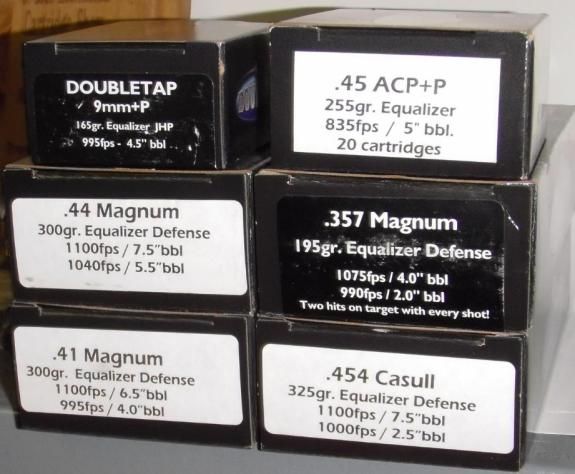 DOUBLETAP
9mm+P
165gr. Equalizer JHP
995fps - 4.5" bbl
.45 ACP+P
255gr. Equalizer
835fps / 5" bbl.
20 cartridges
.44 Magnum
300gr. Equalizer Defense
1100fps / 7.5"bbl
1040fps / 5.5"bbl
.357 Magnum
195gr. Equalizer Defense
1075fps / 4.0" bbl
990fps / 2.0" bbl
Two hits on target with every shot!
.41 Magnum
300gr. Equalizer Defense
1100fps / 6.5"bbl
995fps / 4.0"bbl
.454 Casull
325gr. Equalizer Defense
1100fps / 7.5"bbl
1000fps / 2.5"bbl